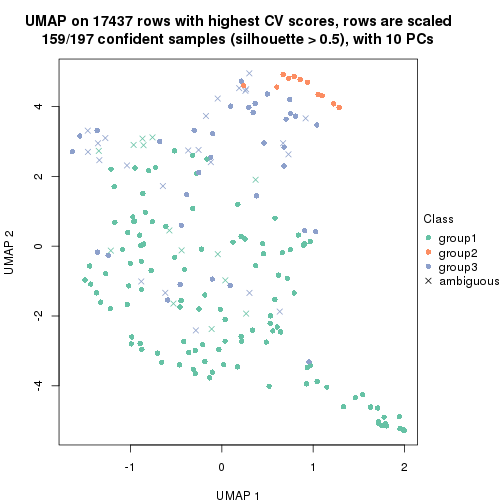 UMAP on 17437 rows with highest CV scores, rows are scaled
159/197 confident samples (silhouette > 0.5), with 10 PCs
4
2
0
-2
-4
UMAP 2
-1
0
1
2
UMAP 1
Class
group1
group2
group3
ambiguous